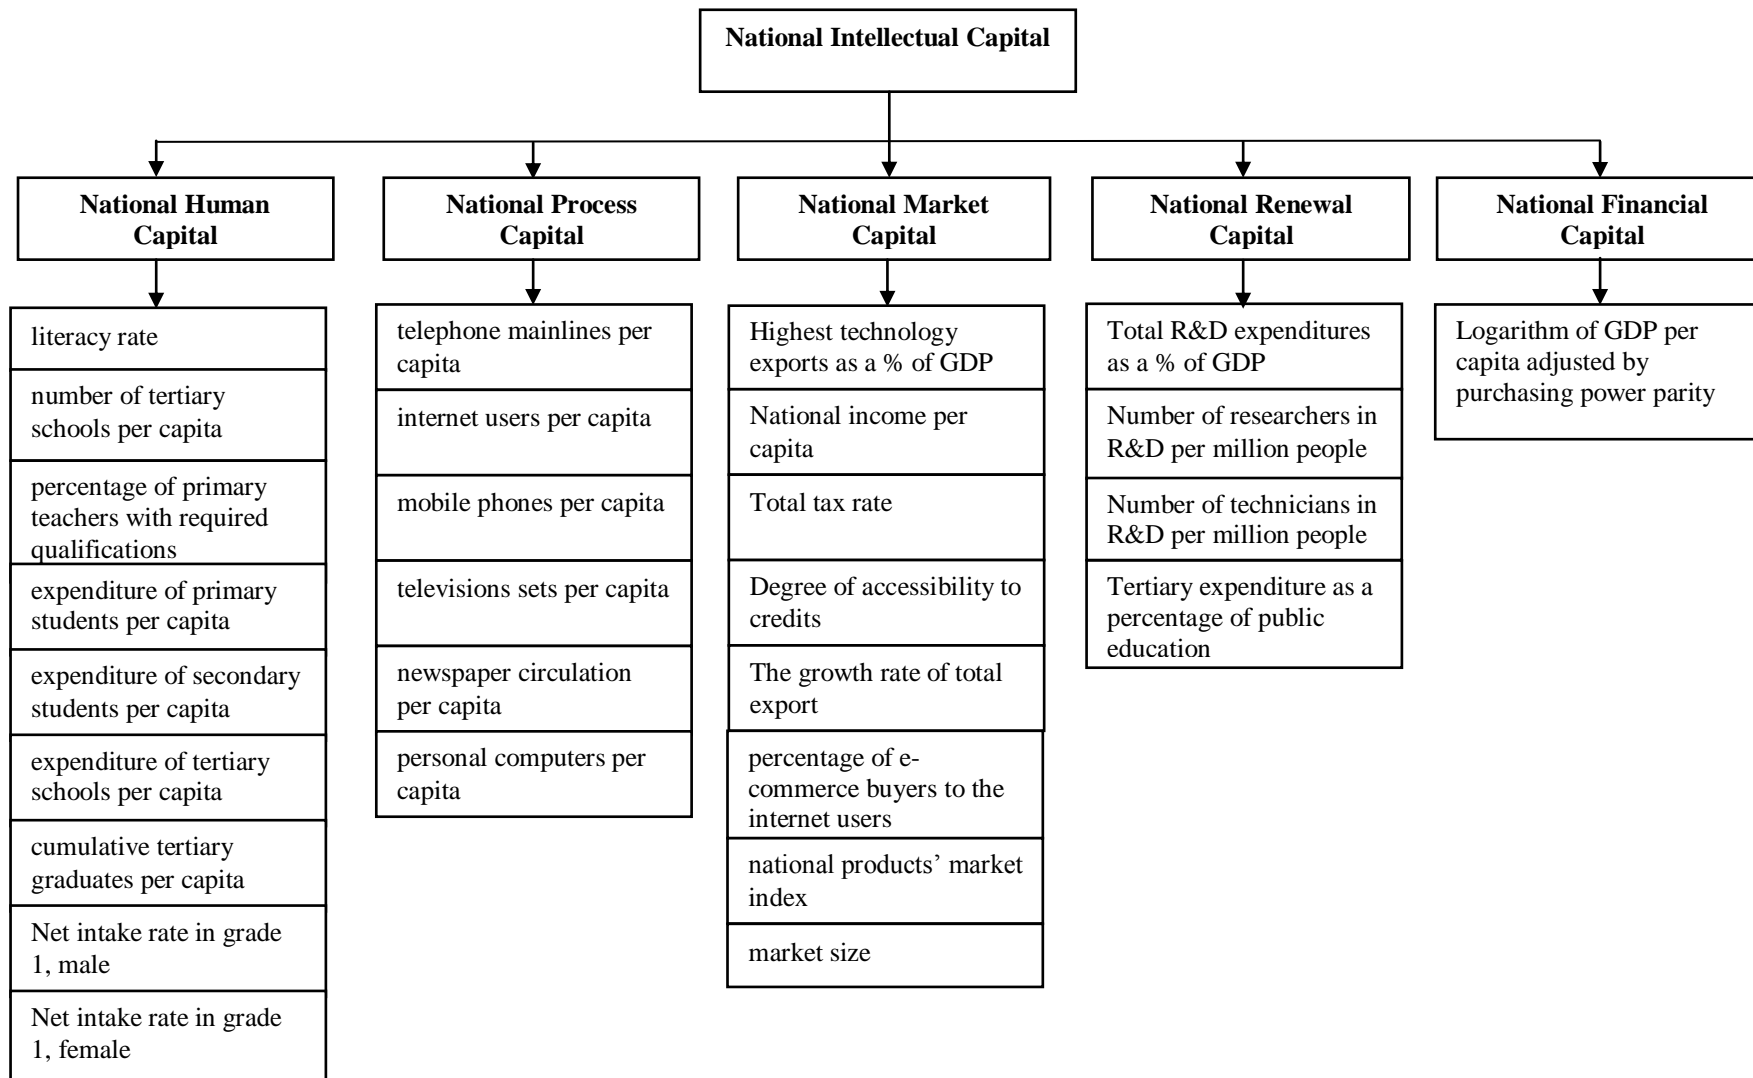 National Intellectual Capital
National Human
Capital
National Process
Capital
National Market
Capital
National Renewal
Capital
National Financial
Capital
literacy rate
number of tertiary
schools per capita
percentage of primary
teachers with required
qualifications
expenditure of primary
students per capita
expenditure of secondary
students per capita
expenditure of tertiary
schools per capita
cumulative tertiary
graduates per capita
Net intake rate in grade
1, male
Net intake rate in grade
1, female
telephone mainlines per
capita
internet users per capita
mobile phones per capita
televisions sets per capita
newspaper circulation
per capita
personal computers per
capita
Highest technology
exports as a % of GDP
National income per
capita
Total tax rate
Degree of accessibility to
credits
The growth rate of total
export
percentage of e-
commerce buyers to the
internet users
national products’ market
index
market size
Total R&D expenditures
as a % of GDP
Number of researchers in
R&D per million people
Number of technicians in
R&D per million people
Tertiary expenditure as a
percentage of public
education
Logarithm of GDP per
capita adjusted by
purchasing power parity